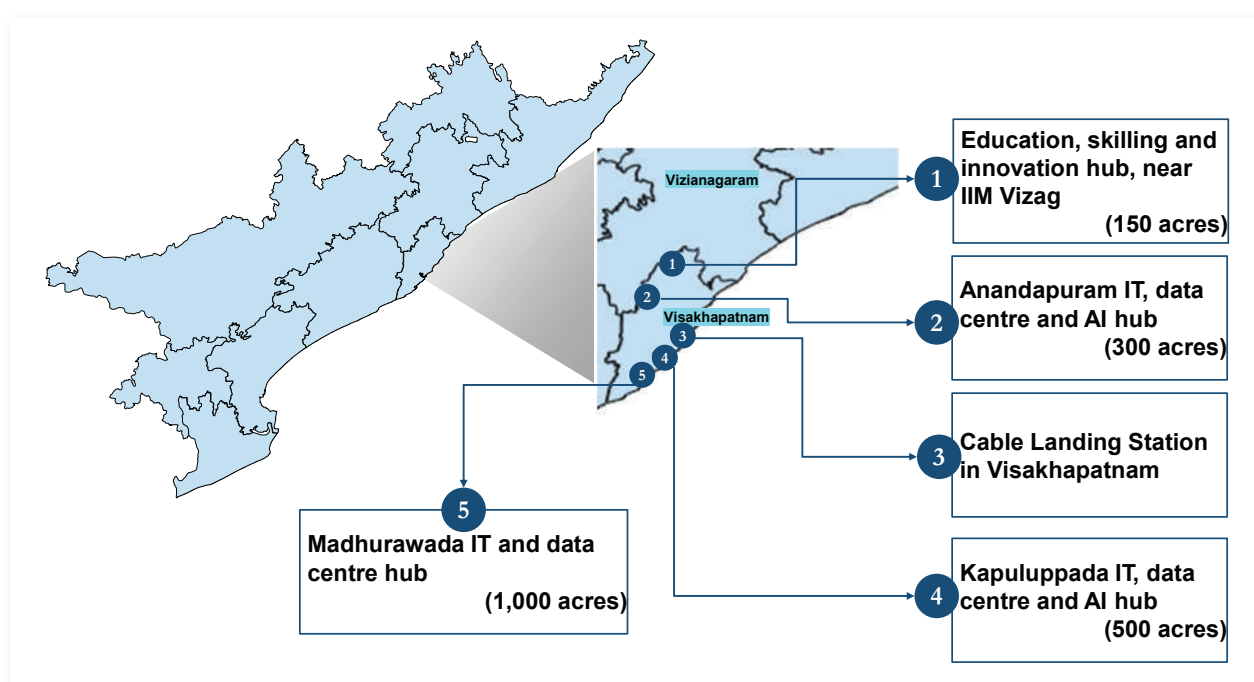 Vizianagaram
1
2
Visakhapatnam
3
4
5
1
Education, skilling and
innovation hub, near
IIM Vizag
(150 acres)
2
Anandapuram IT, data
centre and AI hub
(300 acres)
3
Cable Landing Station
in Visakhapatnam
4
Kapuluppada IT, data
centre and AI hub
(500 acres)
5
Madhurawada IT and data
centre hub
(1,000 acres)